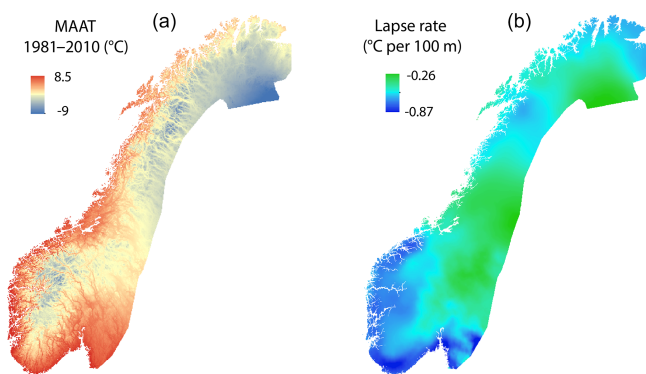 MAAT
1981–2010 (°C)
(a)
8.5
-9
Lapse rate
(°C per 100 m)
(b)
-0.26
-0.87